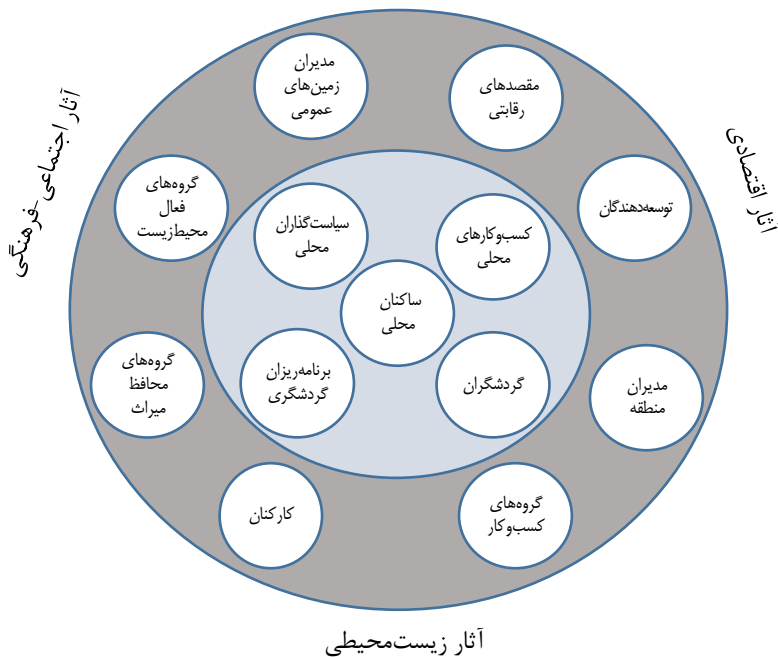 مدیران
زمین‌های
عمومی
مقصدهای
رقابتی
آثار اجتماعی-فرهنگی
آثار اقتصادی
گروه‌های
فعال
محیط‌زیست
توسعه‌دهندگان
سیاست‌گذاران
محلی
کسب‌وکارهای
محلی
ساکنان
محلی
گروه‌های
محافظ
میراث
برنامه‌ریزان
گردشگری
گردشگران
مدیران
منطقه
کارکنان
گروه‌های
کسب‌وکار
آثار زیست‌محیطی